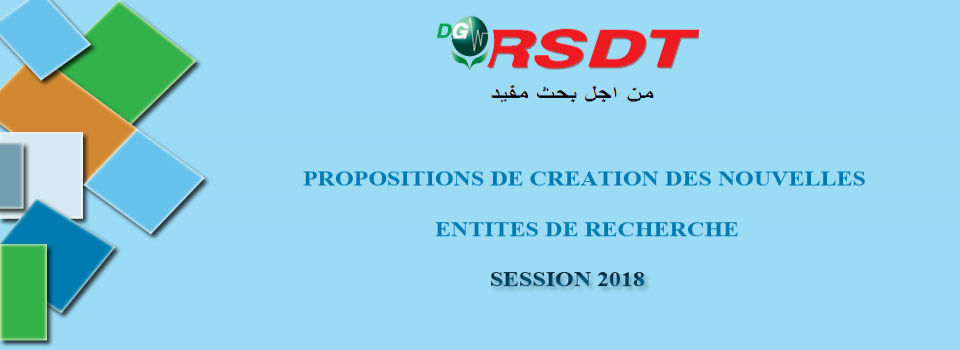 DG RSDT
من اجل بحث مفيد
PROPOSITIONS DE CREATION DES NOUVELLES
ENTITES DE RECHERCHE
SESSION 2018